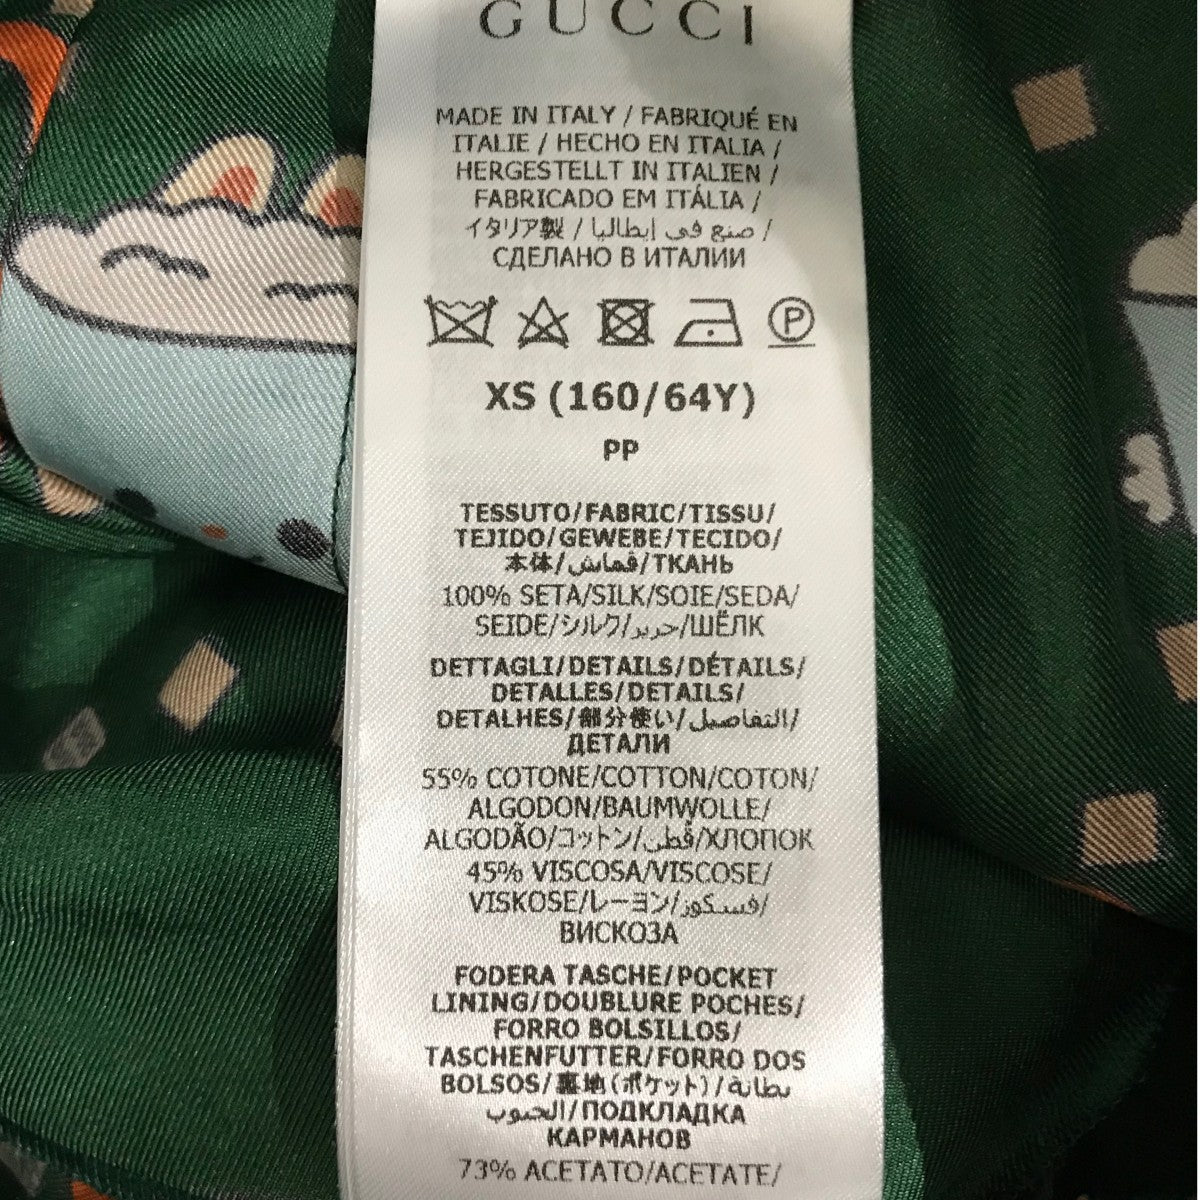 GUCCI
MADE IN ITALY / FABRIQUÉ EN
ITALIE / HECHO EN ITALIA /
HERGESTELLT IN ITALIEN /
FABRICADO EM ITÁLIA /
イタリア製 / صنع في إيطاليا /
СДЕЛАНО В ИТАЛИИ
P
XS (160/64Y)
PP
TESSUTO/FABRIC/TISSU/
TEJIDO/GEWEBE/TECIDO/
本体/قماش/ТКАНЬ
100% SETA/SILK/SOIE/SEDA/
SEIDE/シルク/حرير/ШЁЛК
DETTAGLI/DETAILS/DÉTAILS/
DETALLES/DETAILS/
DETALHES/部分使い/التفاصيل/
ДЕТАЛИ
55% COTONE/COTTON/COTON/
ALGODON/BAUMWOLLE/
ALGODÃO/コットン/قطن/ХЛОПОК
45% VISCOSA/VISCOSE/
VISKOSE/レーヨン/فسكوز/
ВИСКОЗА
FODERA TASCHE/POCKET
LINING/DOUBLURE POCHES/
FORRO BOLSILLOS/
TASCHENFUTTER/FORRO DOS
BOLSOS/裏地(ポケット)/بطانة
الجيوب/ПОДКЛАДКА
КАРМАНОВ
73% ACETATO/ACETATE/